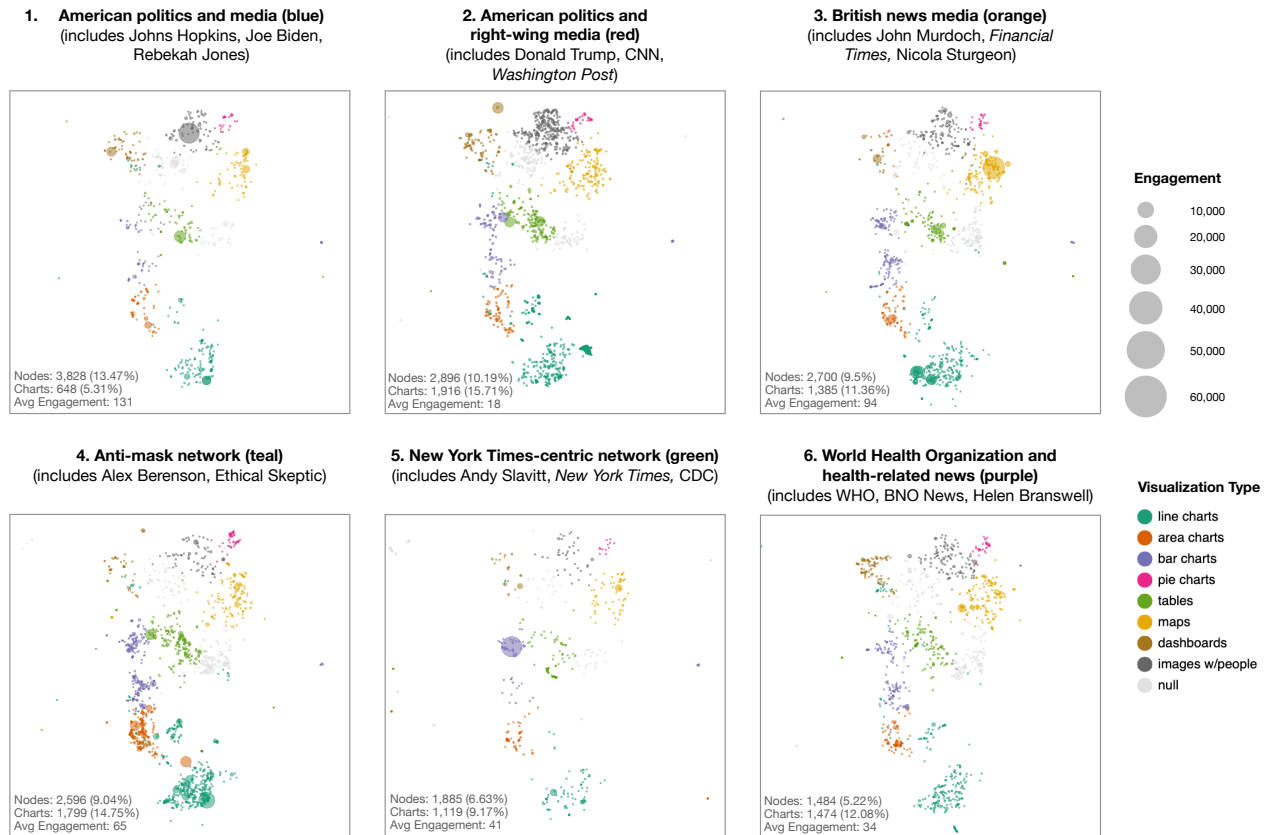 1. American politics and media (blue)
(includes Johns Hopkins, Joe Biden,
Rebekah Jones)
2. American politics and
right-wing media (red)
(includes Donald Trump, CNN,
Washington Post)
3. British news media (orange)
(includes John Murdoch, Financial
Times, Nicola Sturgeon)
Nodes: 3,828 (13.47%)
Charts: 648 (5.31%)
Avg Engagement: 131
Nodes: 2,896 (10.19%)
Charts: 1,916 (15.71%)
Avg Engagement: 18
Nodes: 2,700 (9.5%)
Charts: 1,385 (11.36%)
Avg Engagement: 94
Engagement
10,000
20,000
30,000
40,000
50,000
60,000
4. Anti-mask network (teal)
(includes Alex Berenson, Ethical Skeptic)
5. New York Times-centric network (green)
(includes Andy Slavitt, New York Times, CDC)
6. World Health Organization and
health-related news (purple)
(includes WHO, BNO News, Helen Branswell)
Nodes: 2,596 (9.04%)
Charts: 1,799 (14.75%)
Avg Engagement: 65
Nodes: 1,885 (6.63%)
Charts: 1,119 (9.17%)
Avg Engagement: 41
Nodes: 1,484 (5.22%)
Charts: 1,474 (12.08%)
Avg Engagement: 34
Visualization Type
line charts
area charts
bar charts
pie charts
tables
maps
dashboards
images w/people
null